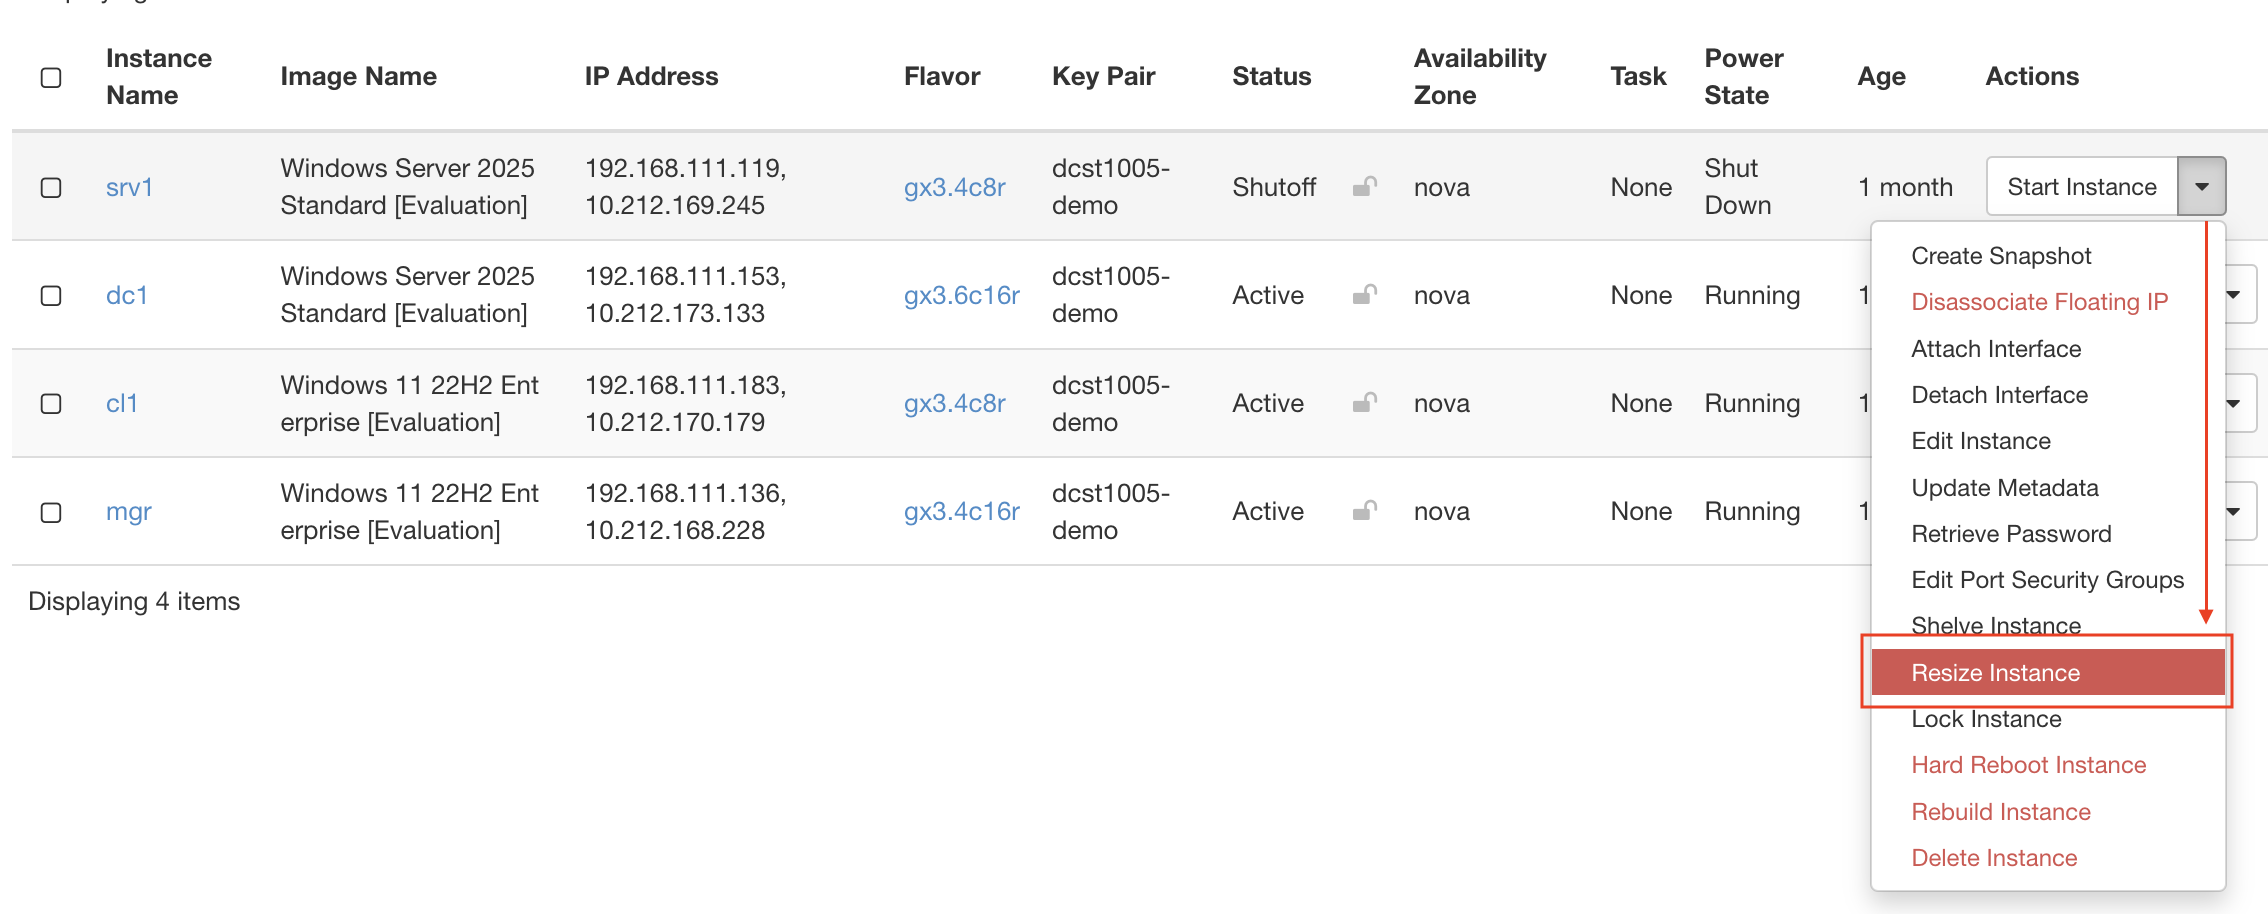 Instance Name
Image Name
IP Address
Flavor
Key Pair
Status
Availability Zone
Task
Power State
Age
Actions
srv1
Windows Server 2025
Standard [Evaluation]
192.168.111.119,
10.212.169.245
gx3.4c8r
dcst1005-
demo
Shutoff
nova
None
Shut
Down
1 month
Start Instance
dc1
Windows Server 2025
Standard [Evaluation]
192.168.111.153,
10.212.173.133
gx3.6c16r
dcst1005-
demo
Active
nova
None
Running
1
cl1
Windows 11 22H2 Ent
erprise [Evaluation]
192.168.111.183,
10.212.170.179
gx3.4c8r
dcst1005-
demo
Active
nova
None
Running
1
mgr
Windows 11 22H2 Ent
erprise [Evaluation]
192.168.111.136,
10.212.168.228
gx3.4c16r
dcst1005-
demo
Active
nova
None
Running
1
Create Snapshot
Disassociate Floating IP
Attach Interface
Detach Interface
Edit Instance
Update Metadata
Retrieve Password
Edit Port Security Groups
Shelve Instance
Resize Instance
Lock Instance
Hard Reboot Instance
Rebuild Instance
Delete Instance
Displaying 4 items